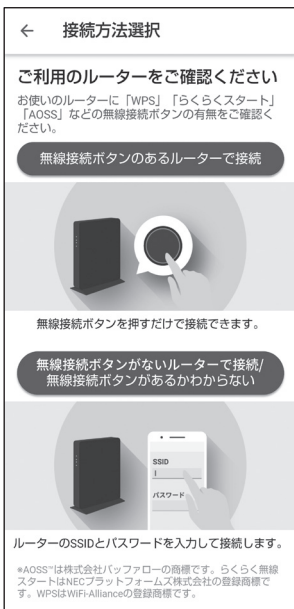 ← 接続方法選択
ご利用のルーターをご確認ください
お使いのルーターに「WPS」「らくらくスタート」
「AOSS」などの無線接続ボタンの有無をご確認く
ださい。
無線接続ボタンのあるルーターで接続
無線接続ボタンを押すだけで接続できます。
無線接続ボタンがないルーターで接続/
無線接続ボタンがあるかわからない
SSID
パスワード
ルーターのSSIDとパスワードを入力して接続します。
※AOSS™は株式会社バッファローの商標です。らくらく無線
スタートはNECプラットフォームズ株式会社の登録商標で
す。WPSはWiFi-Allianceの登録商標です。